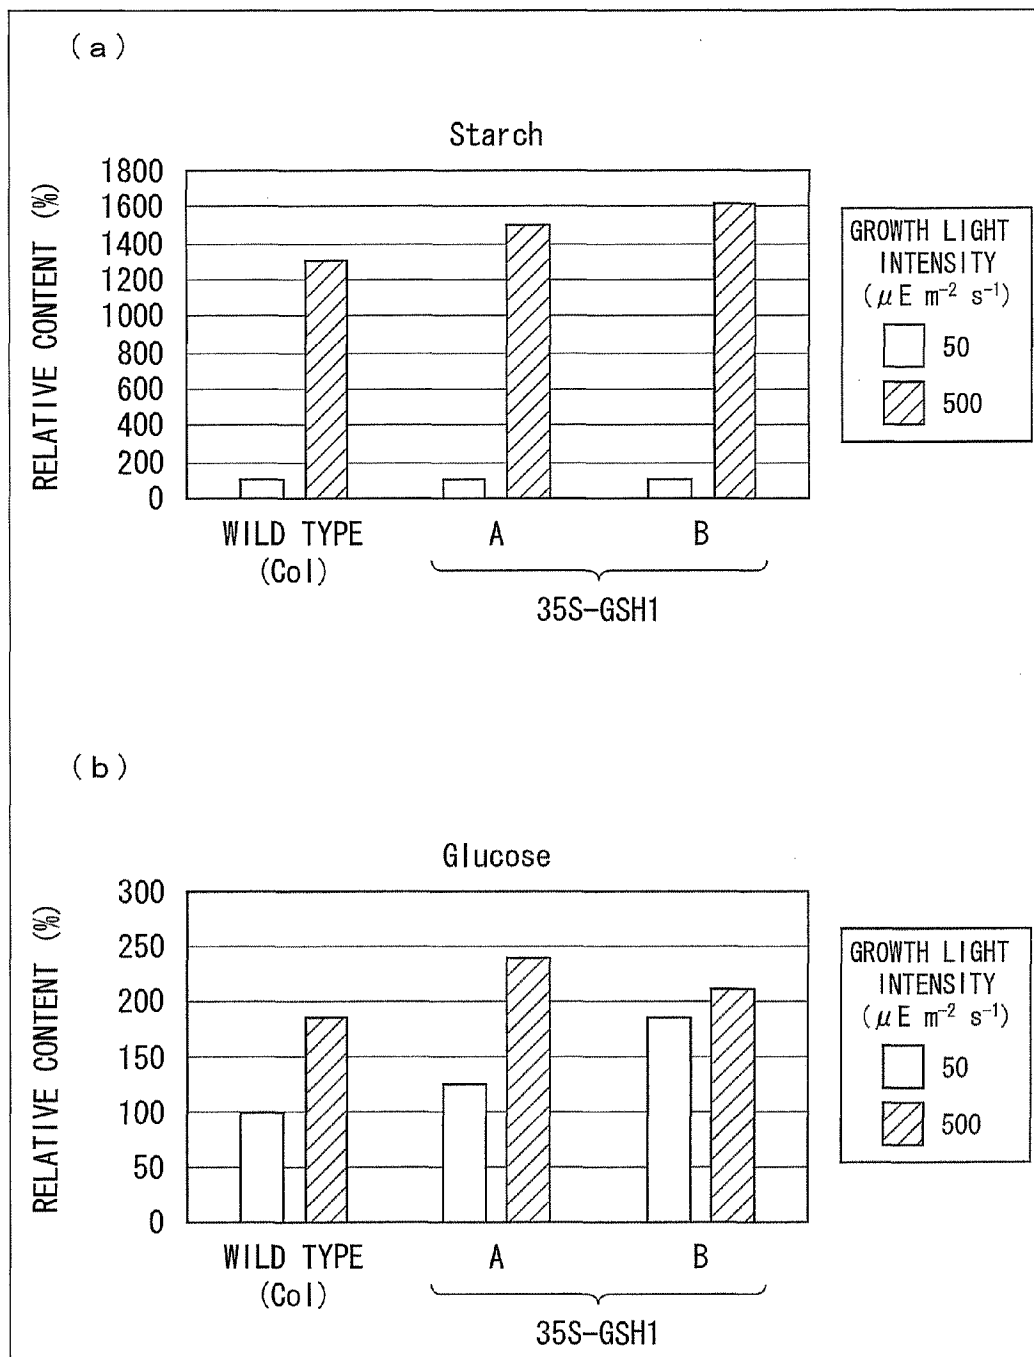 (a)
Starch
RELATIVE CONTENT (%)
1800
1600
1400
1200
1000
800
600
400
200
0
WILD TYPE
(Col)
A
B
35S-GSH1
GROWTH LIGHT
INTENSITY
(μE m⁻² s⁻¹)
50
500
(b)
Glucose
RELATIVE CONTENT (%)
300
250
200
150
100
50
0
WILD TYPE
(Col)
A
B
35S-GSH1
GROWTH LIGHT
INTENSITY
(μE m⁻² s⁻¹)
50
500